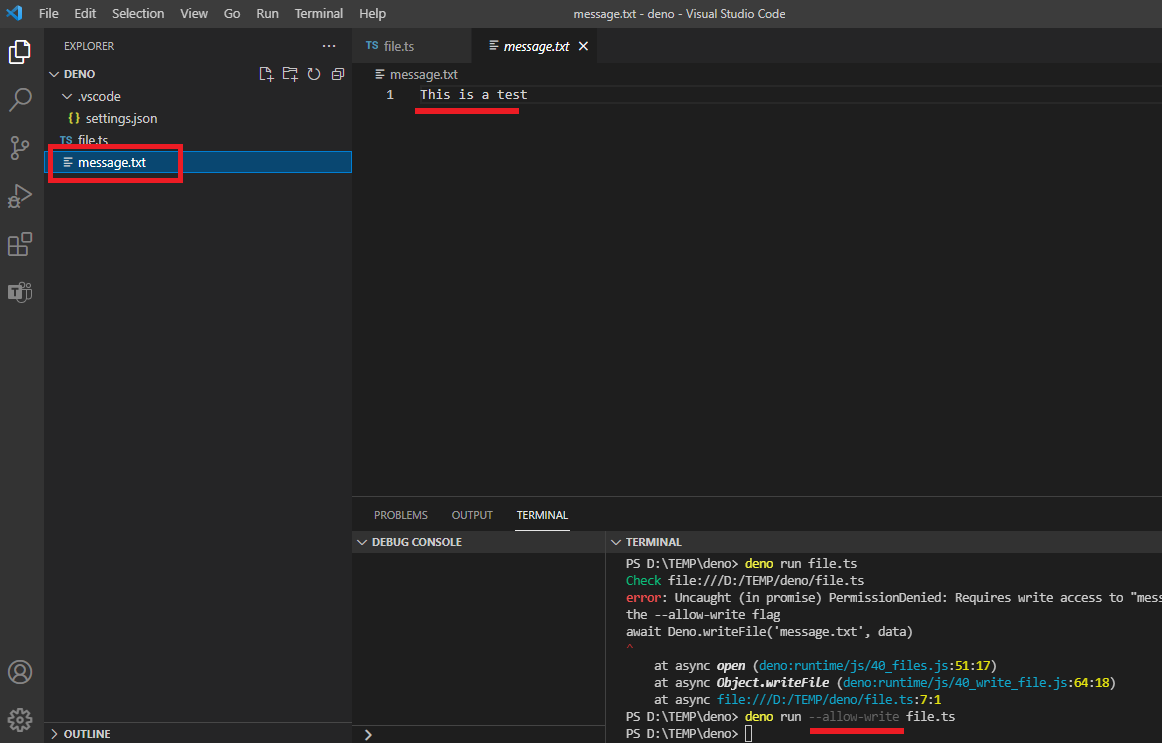 File Edit Selection View Go Run Terminal Help
message.txt - deno - Visual Studio Code
EXPLORER
DENO
.vscode
{} settings.json
TS file.ts
message.txt
OUTLINE
TS file.ts
message.txt
message.txt
1 This is a test
PROBLEMS OUTPUT TERMINAL
DEBUG CONSOLE
TERMINAL
PS D:\TEMP\deno> deno run file.ts
Check file:///D:/TEMP/deno/file.ts
error: Uncaught (in promise) PermissionDenied: Requires write access to "mess
the --allow-write flag
await Deno.writeFile('message.txt', data)
^
at async open (deno:runtime/js/40_files.js:51:17)
at async Object.writeFile (deno:runtime/js/40_write_file.js:64:18)
at async file:///D:/TEMP/deno/file.ts:7:1
PS D:\TEMP\deno> deno run --allow-write file.ts
PS D:\TEMP\deno>